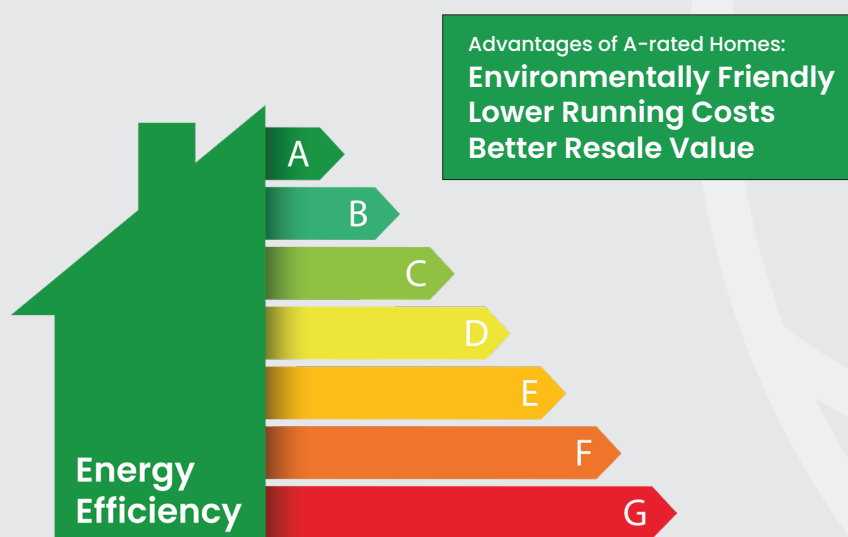 Advantages of A-rated Homes:
Environmentally Friendly
Lower Running Costs
Better Resale Value
A
B
C
D
E
F
G
Energy
Efficiency